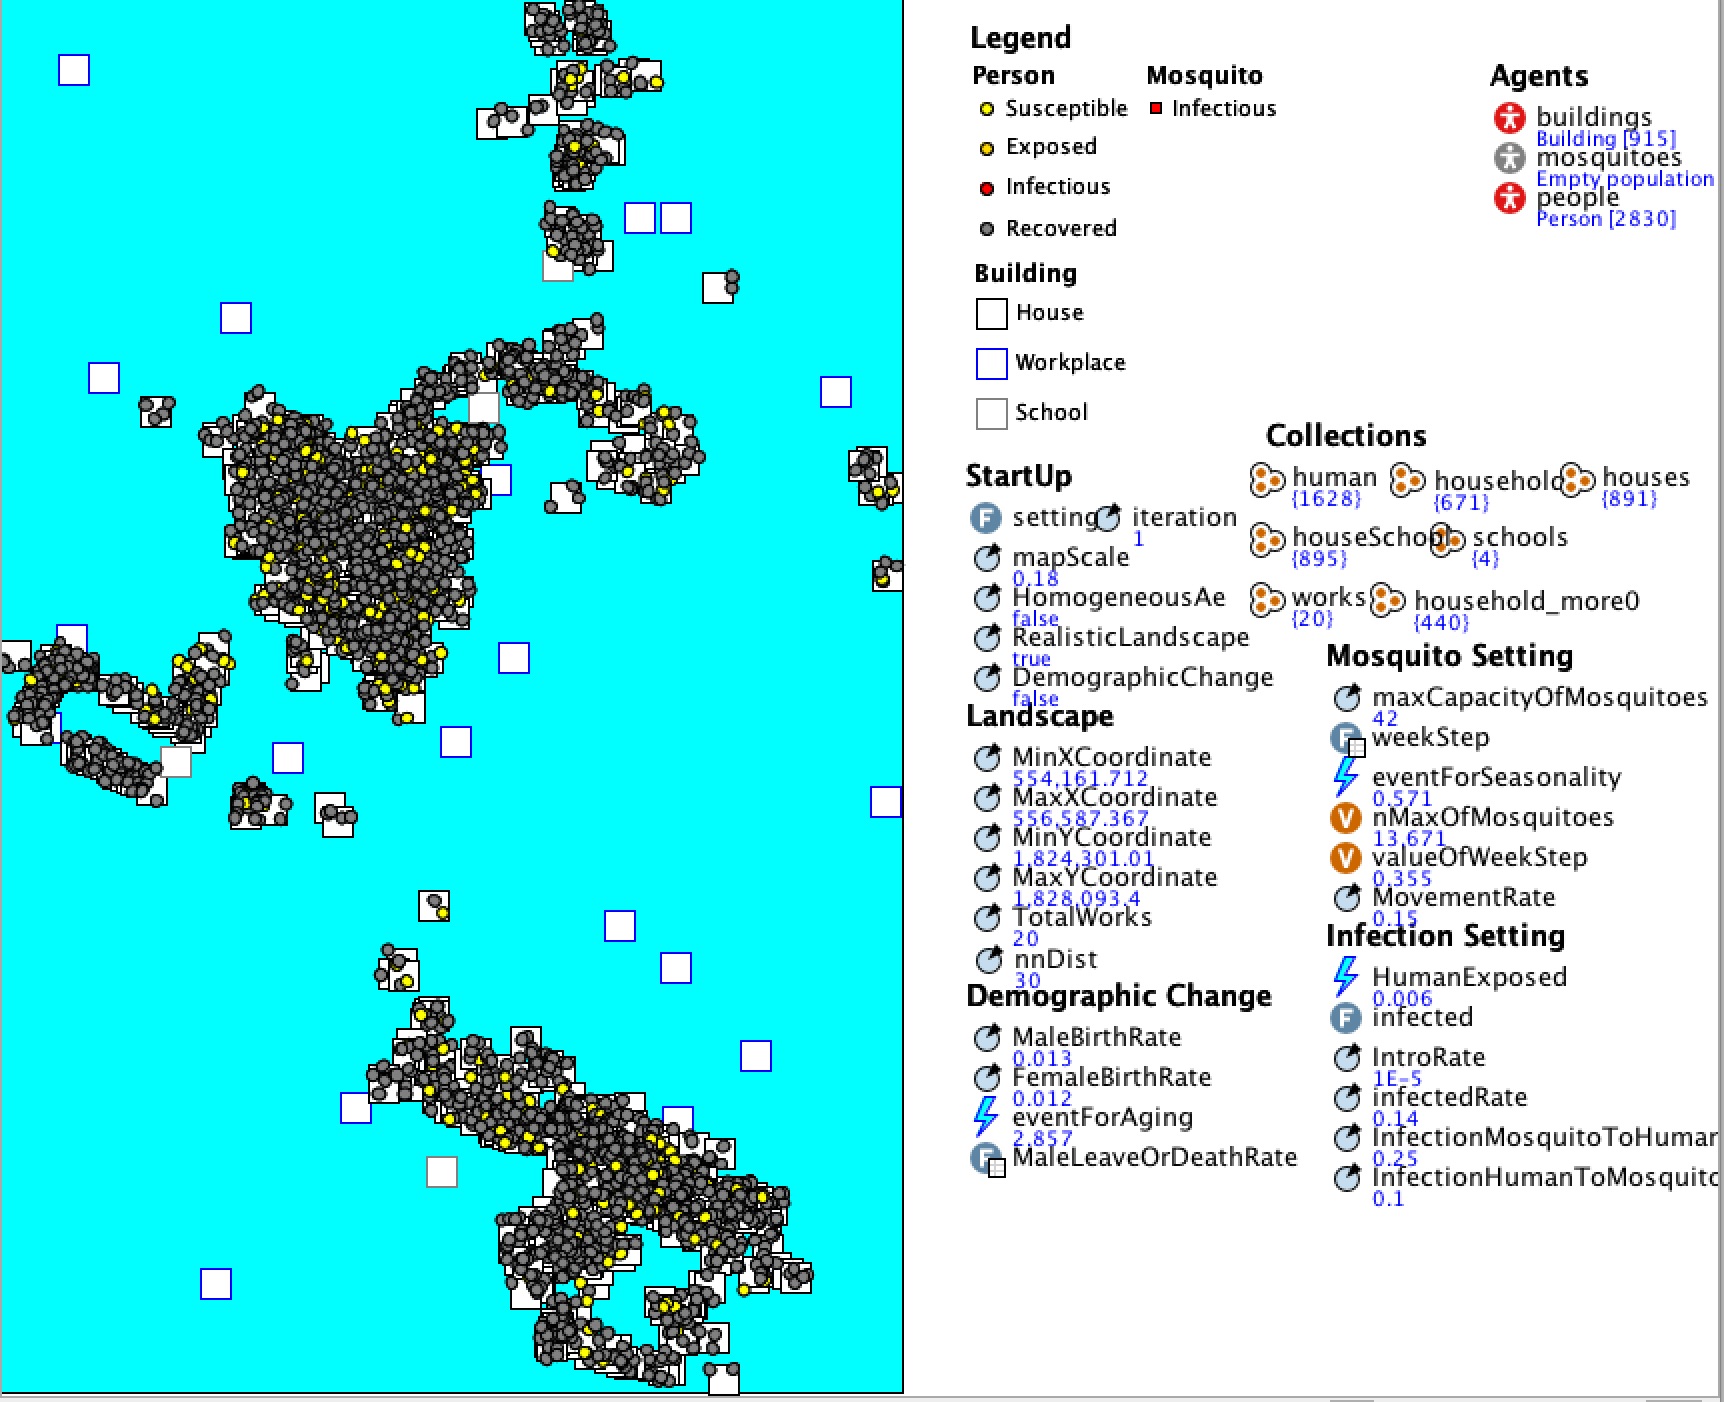 Legend
Person
Mosquito
Susceptible
Infectious
Exposed
Infectious
Recovered
Building
House
Workplace
School
Agents
buildings
Building [915]
mosquitoes
Empty population
people
Person [2830]
Collections
human
{1628}
household
{671}
houses
{891}
houseSchool
{895}
schools
{4}
works
{20}
household_more0
{440}
StartUp
setting
iteration
1
mapScale
0.18
HomogeneousAe
false
RealisticLandscape
true
DemographicChange
false
Landscape
MinXCoordinate
554,161.712
MaxXCoordinate
556,587.367
MinYCoordinate
1,824,301.01
MaxYCoordinate
1,828,093.4
TotalWorks
20
nnDist
30
Demographic Change
MaleBirthRate
0.013
FemaleBirthRate
0.012
eventForAging
2.857
MaleLeaveOrDeathRate
Mosquito Setting
maxCapacityOfMosquitoes
42
weekStep
eventForSeasonality
0.571
nMaxOfMosquitoes
13,671
valueOfWeekStep
0.355
MovementRate
0.15
Infection Setting
HumanExposed
0.006
infected
IntroRate
1E-5
infectedRate
0.14
InfectionMosquitoToHuman
0.25
InfectionHumanToMosquito
0.1